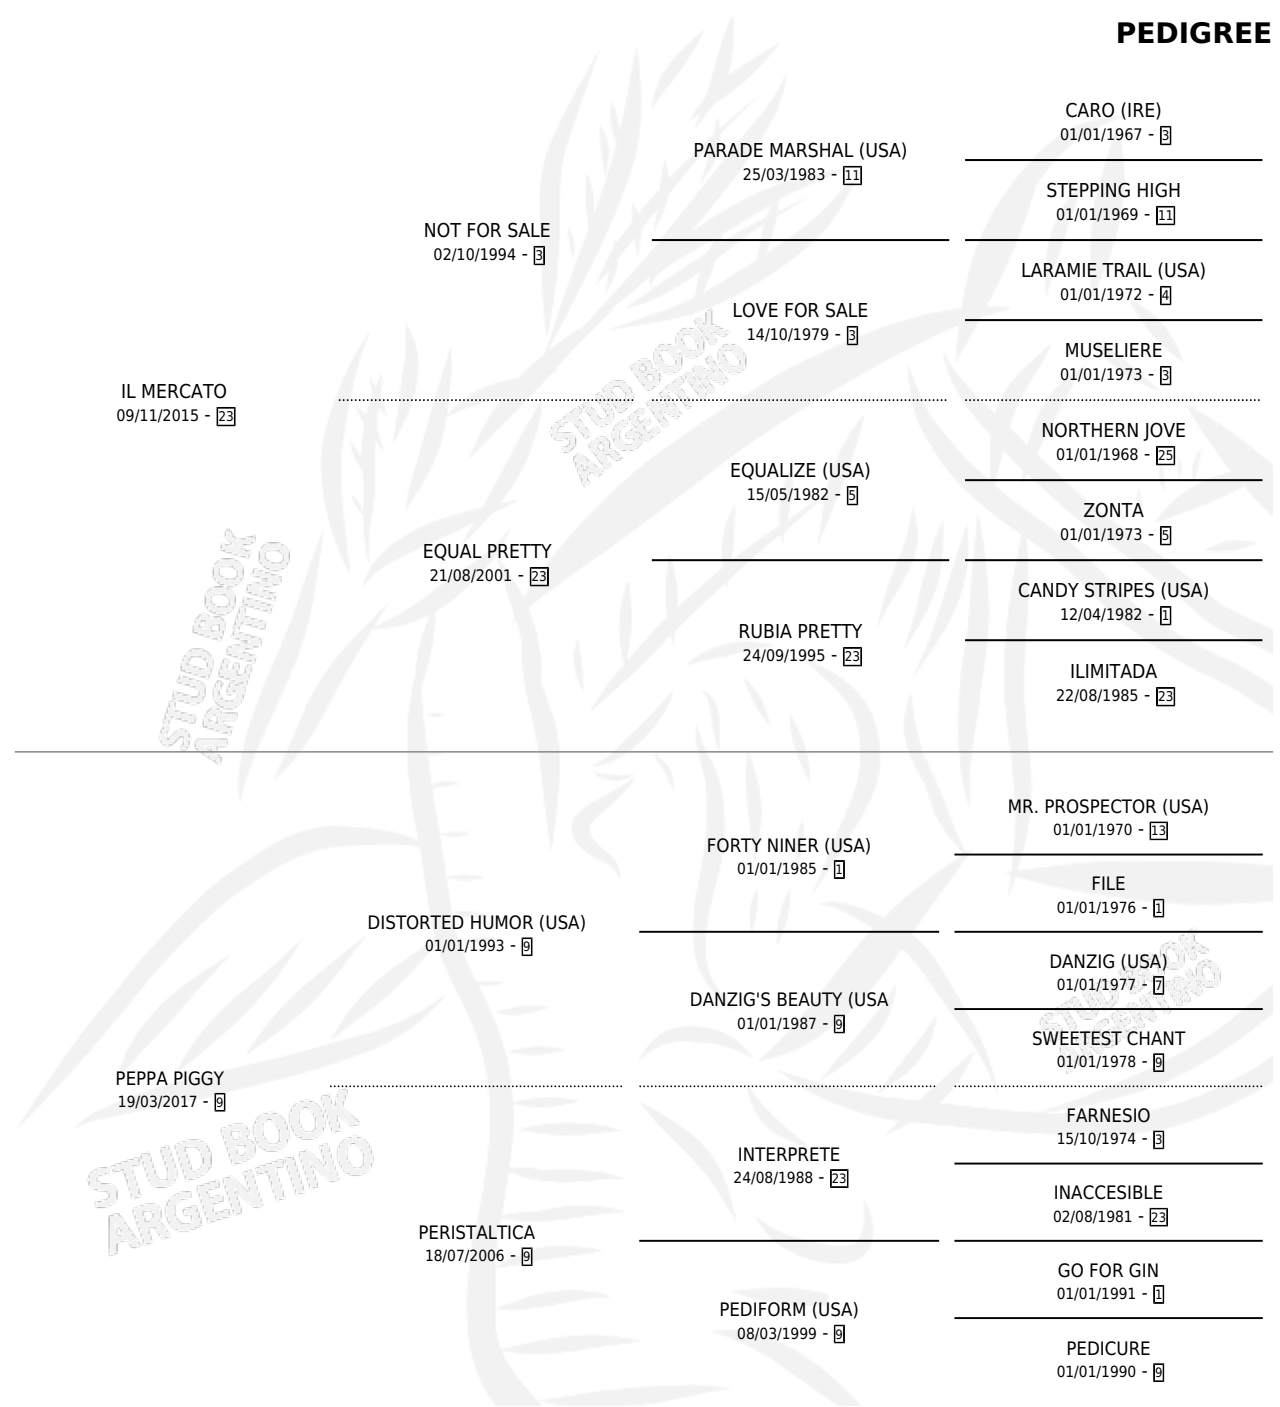 PEDIGREE
CARO (IRE)
01/01/1967 - 3
PARADE MARSHAL (USA)
25/03/1983 - 11
STEPPING HIGH
01/01/1969 - 11
NOT FOR SALE
02/10/1994 - 3
LARAMIE TRAIL (USA)
01/01/1972 - 4
LOVE FOR SALE
14/10/1979 - 3
MUSELIERE
01/01/1973 - 3
IL MERCATO
09/11/2015 - 23
STUD BOOK
ARGENTINO
NORTHERN JOVE
01/01/1968 - 25
EQUALIZE (USA)
15/05/1982 - 5
ZONTA
01/01/1973 - 5
EQUAL PRETTY
21/08/2001 - 23
CANDY STRIPES (USA)
12/04/1982 - 1
RUBIA PRETTY
24/09/1995 - 23
ILIMITADA
22/08/1985 - 23
STUD BOOK
ARGENTINO
MR. PROSPECTOR (USA)
01/01/1970 - 13
FORTY NINER (USA)
01/01/1985 - 1
FILE
01/01/1976 - 1
DISTORTED HUMOR (USA)
01/01/1993 - 9
DANZIG (USA)
01/01/1977 - 7
DANZIG'S BEAUTY (USA
01/01/1987 - 9
SWEETEST CHANT
01/01/1978 - 9
STUD BOOK
ARGENTINO
PEPPA PIGGY
19/03/2017 - 9
FARNESIO
15/10/1974 - 3
INTERPRETE
24/08/1988 - 23
INACCESIBLE
02/08/1981 - 23
STUD BOOK
ARGENTINO
PERISTALTICA
18/07/2006 - 9
GO FOR GIN
01/01/1991 - 1
PEDIFORM (USA)
08/03/1999 - 9
PEDICURE
01/01/1990 - 9